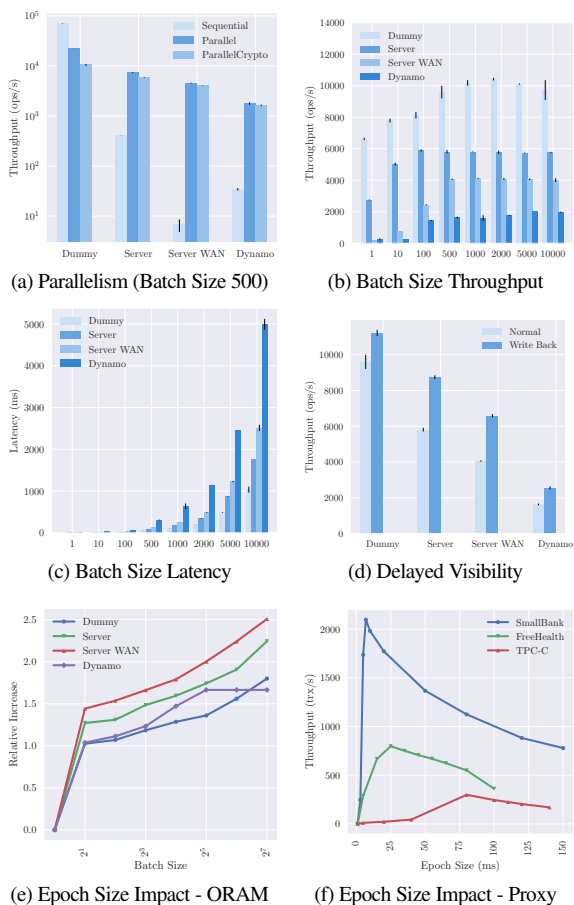 10^5
10^4
10^3
10^2
10^1
Throughput (ops/s)
Sequential
Parallel
ParallelCrypto
Dummy Server Server WAN Dynamo
(a) Parallelism (Batch Size 500)
14000
12000
10000
8000
6000
4000
2000
0
Throughput (ops/s)
Dummy
Server
Server WAN
Dynamo
1 10 100 500 1000 2000 5000 10000
(b) Batch Size Throughput
5000
4000
3000
2000
1000
0
Latency (ms)
Dummy
Server
Server WAN
Dynamo
1 10 100 500 1000 2000 5000 10000
(c) Batch Size Latency
10000
8000
6000
4000
2000
0
Throughput (ops/s)
Normal
Write Back
Dummy Server Server WAN Dynamo
(d) Delayed Visibility
2.5
2.0
1.5
1.0
0.5
0.0
Relative Increase
Dummy
Server
Server WAN
Dynamo
2^1 2^3 2^5 2^7
Batch Size
(e) Epoch Size Impact - ORAM
2000
1500
1000
500
0
Throughput (trx/s)
SmallBank
FreeHealth
TPC-C
0 25 50 75 100 125 150
Epoch Size (ms)
(f) Epoch Size Impact - Proxy